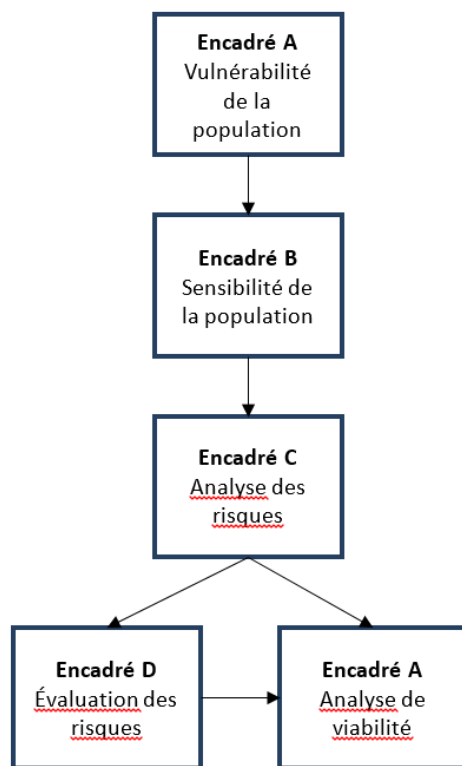 Encadré A
Vulnérabilité
de la
population
Encadré B
Sensibilité de
la population
Encadré C
Analyse des
risques
Encadré D
Évaluation des
risques
Encadré A
Analyse de
viabilité